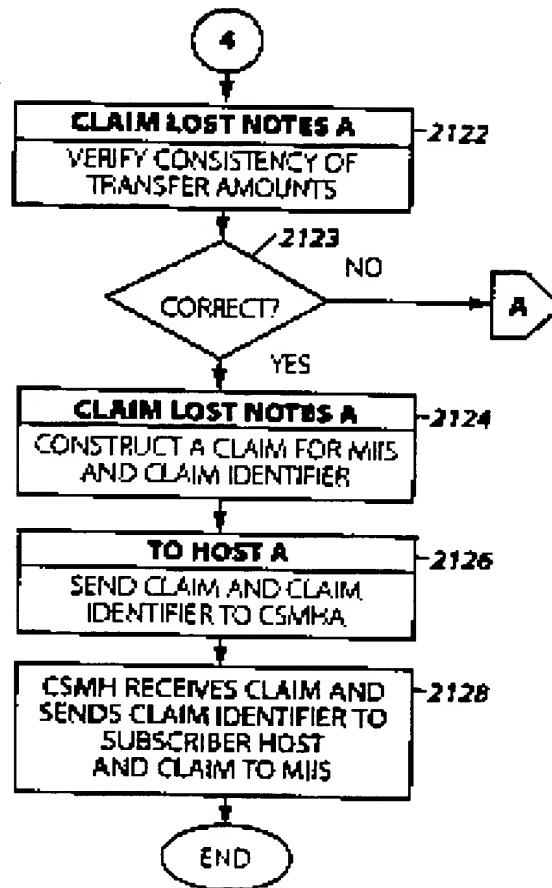 4
CLAIM LOST NOTES A
2122
VERIFY CONSISTENCY OF
TRANSFER AMOUNTS
2123
NO
CORRECT?
A
YES
CLAIM LOST NOTES A
2124
CONSTRUCT A CLAIM FOR MIIS
AND CLAIM IDENTIFIER
TO HOST A
2126
SEND CLAIM AND CLAIM
IDENTIFIER TO CSMHA
CSMH RECEIVES CLAIM AND
2128
SENDS CLAIM IDENTIFIER TO
SUBSCRIBER HOST
AND CLAIM TO MIIS
END